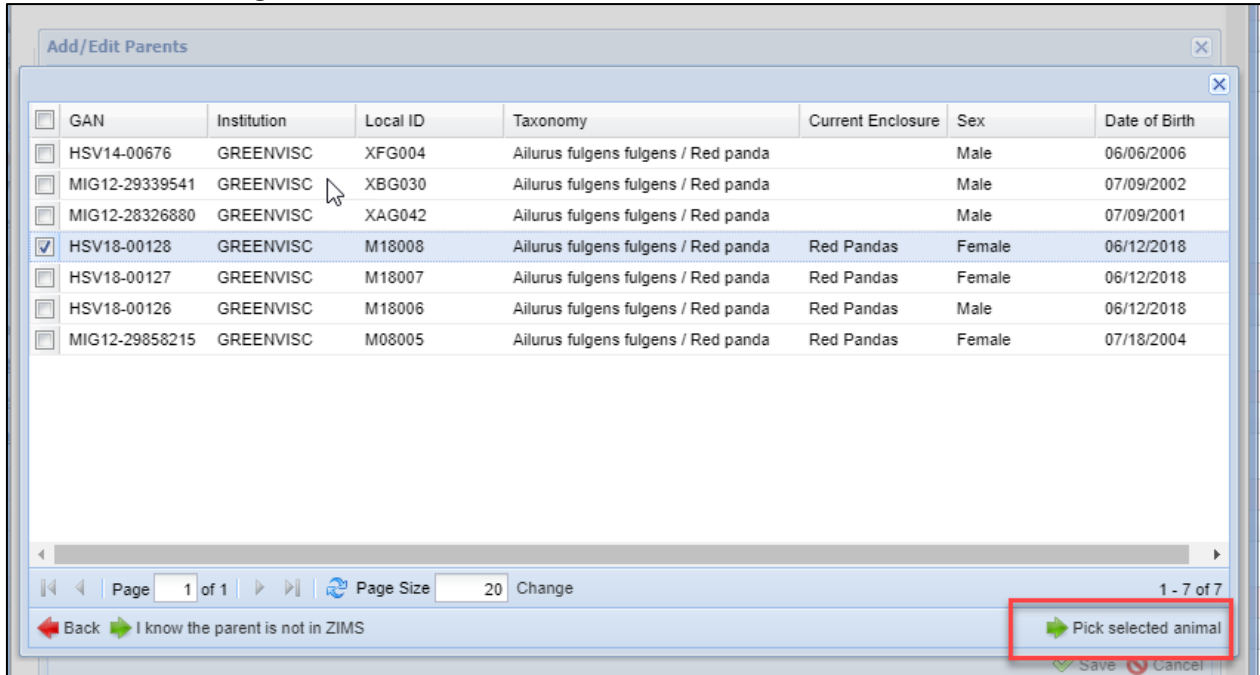 Add/Edit Parents
GAN Institution Local ID Taxonomy Current Enclosure Sex Date of Birth
HSV14-00676 GREENVISC XFG004 Ailurus fulgens fulgens / Red panda Male 06/06/2006
MIG12-29339541 GREENVISC XBG030 Ailurus fulgens fulgens / Red panda Male 07/09/2002
MIG12-28326880 GREENVISC XAG042 Ailurus fulgens fulgens / Red panda Male 07/09/2001
HSV18-00128 GREENVISC M18008 Ailurus fulgens fulgens / Red panda Red Pandas Female 06/12/2018
HSV18-00127 GREENVISC M18007 Ailurus fulgens fulgens / Red panda Red Pandas Female 06/12/2018
HSV18-00126 GREENVISC M18006 Ailurus fulgens fulgens / Red panda Red Pandas Male 06/12/2018
MIG12-29858215 GREENVISC M08005 Ailurus fulgens fulgens / Red panda Red Pandas Female 07/18/2004
Page 1 of 1 Page Size 20 Change 1 - 7 of 7
Back I know the parent is not in ZIMS Pick selected animal
Save Cancel